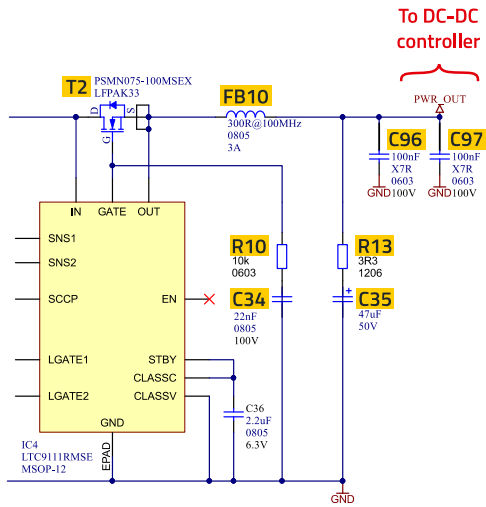 To DC-DC
controller
T2
PSMN075-100MSEX
LFPAK33
D
S
G
FB10
300R@100MHz
0805
3A
PWR_OUT
C96
100nF
X7R
0603
100V
GND
C97
100nF
X7R
0603
100V
GND
IN
GATE
OUT
SNS1
SNS2
SCCP
EN
LGATE1
LGATE2
STBY
CLASSC
CLASSV
GND
EPAD
R10
10k
0603
C34
22nF
0805
100V
R13
3R3
1206
+
C35
47uF
50V
C36
2.2uF
0805
6.3V
IC4
LTC9111RMSE
MSOP-12
GND